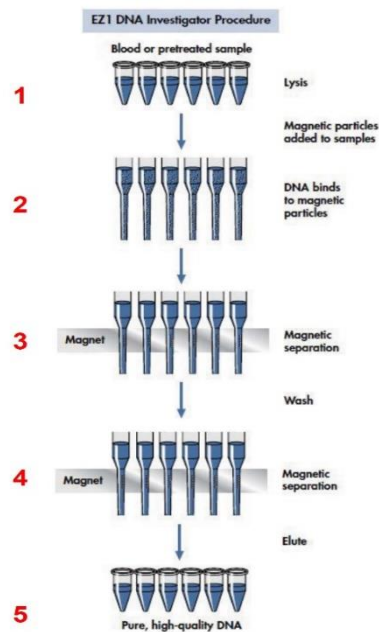 EZ1 DNA Investigator Procedure
Blood or pretreated sample
1
Lysis
Magnetic particles
added to samples
2
DNA binds
to magnetic
particles
3
Magnet
Magnetic
separation
Wash
4
Magnet
Magnetic
separation
Elute
5
Pure, high-quality DNA